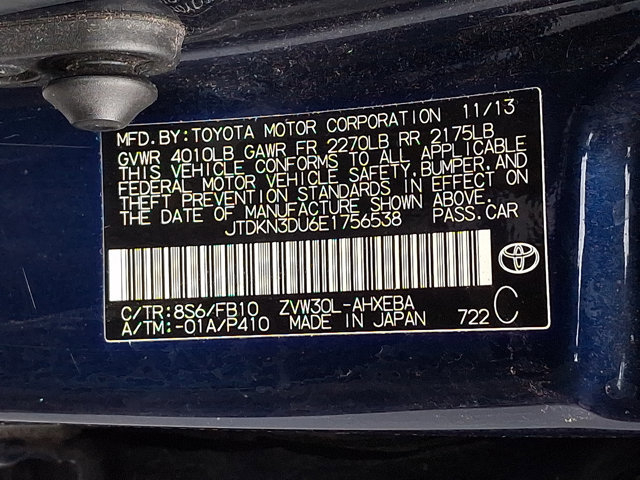 MFD.BY:TOYOTA MOTOR CORPORATION 11/13
GVWR 4010LB GAWR FR 2270LB RR 2175LB
THIS VEHICLE CONFORMS TO ALL APPLICABLE
FEDERAL MOTOR VEHICLE SAFETY,BUMPER,AND
THEFT PREVENTION STANDARDS IN EFFECT ON
THE DATE OF MANUFACTURE SHOWN ABOVE.
JTDKN3DU6E1756538 PASS.CAR
C/TR:8S6/FB10 ZVW30L-AHXEBA
A/TM:-01A/P410 MADE IN JAPAN 722 C